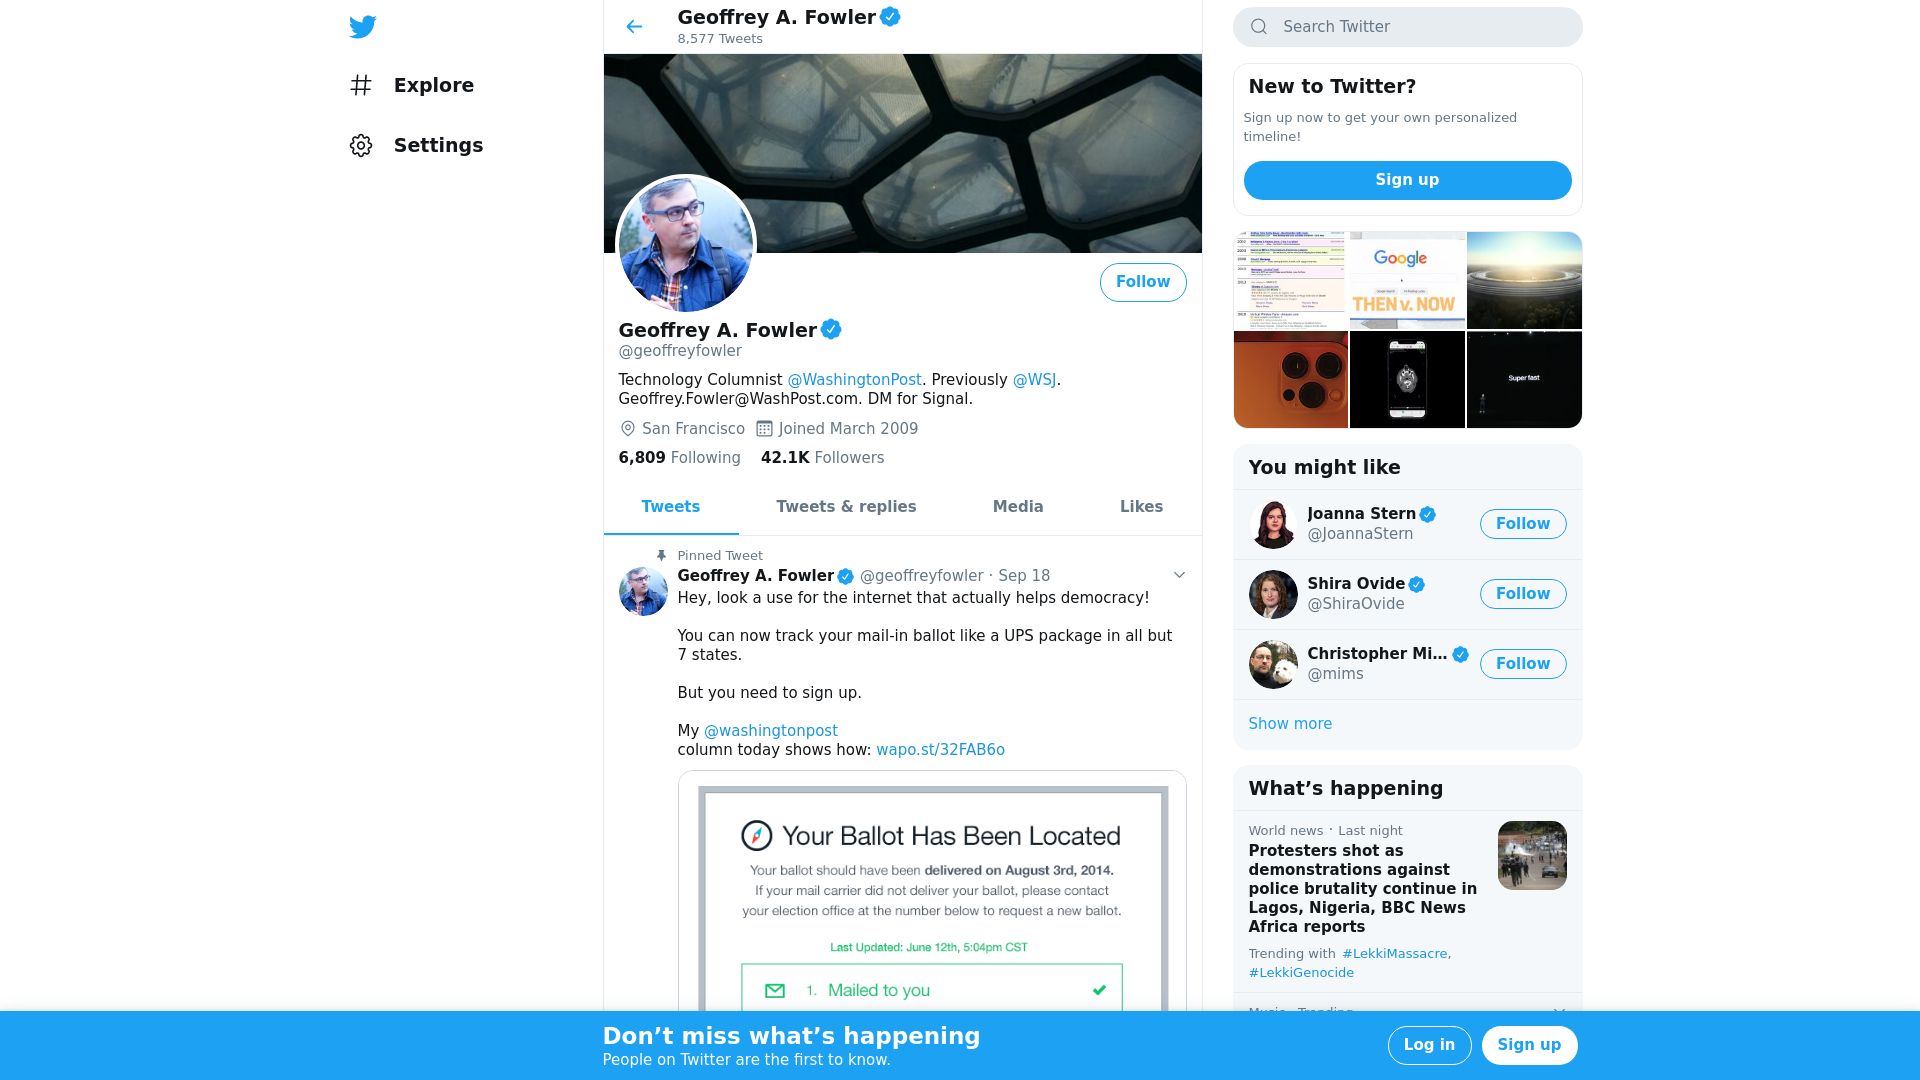 Explore
Settings
Geoffrey A. Fowler
8,577 Tweets
Follow
Geoffrey A. Fowler
@geoffreyfowler
Technology Columnist @WashingtonPost. Previously @WSJ.
Geoffrey.Fowler@WashPost.com. DM for Signal.
San Francisco Joined March 2009
6,809 Following 42.1K Followers
Tweets Tweets & replies Media Likes
Pinned Tweet
Geoffrey A. Fowler @geoffreyfowler · Sep 18
Hey, look a use for the internet that actually helps democracy!
You can now track your mail-in ballot like a UPS package in all but
7 states.
But you need to sign up.
My @washingtonpost
column today shows how: wapo.st/32FAB6o
Your Ballot Has Been Located
Your ballot should have been delivered on August 3rd, 2014.
If your mail carrier did not deliver your ballot, please contact
your election office at the number below to request a new ballot.
Last Updated: June 12th, 5:04pm CST
1. Mailed to you
Search Twitter
New to Twitter?
Sign up now to get your own personalized
timeline!
Sign up
Google
THEN v. NOW
Super fast
You might like
Joanna Stern
@JoannaStern
Follow
Shira Ovide
@ShiraOvide
Follow
Christopher Mi...
@mims
Follow
Show more
What's happening
World news · Last night
Protesters shot as
demonstrations against
police brutality continue in
Lagos, Nigeria, BBC News
Africa reports
Trending with #LekkiMassacre,
#LekkiGenocide
Don't miss what's happening
People on Twitter are the first to know.
Log in
Sign up